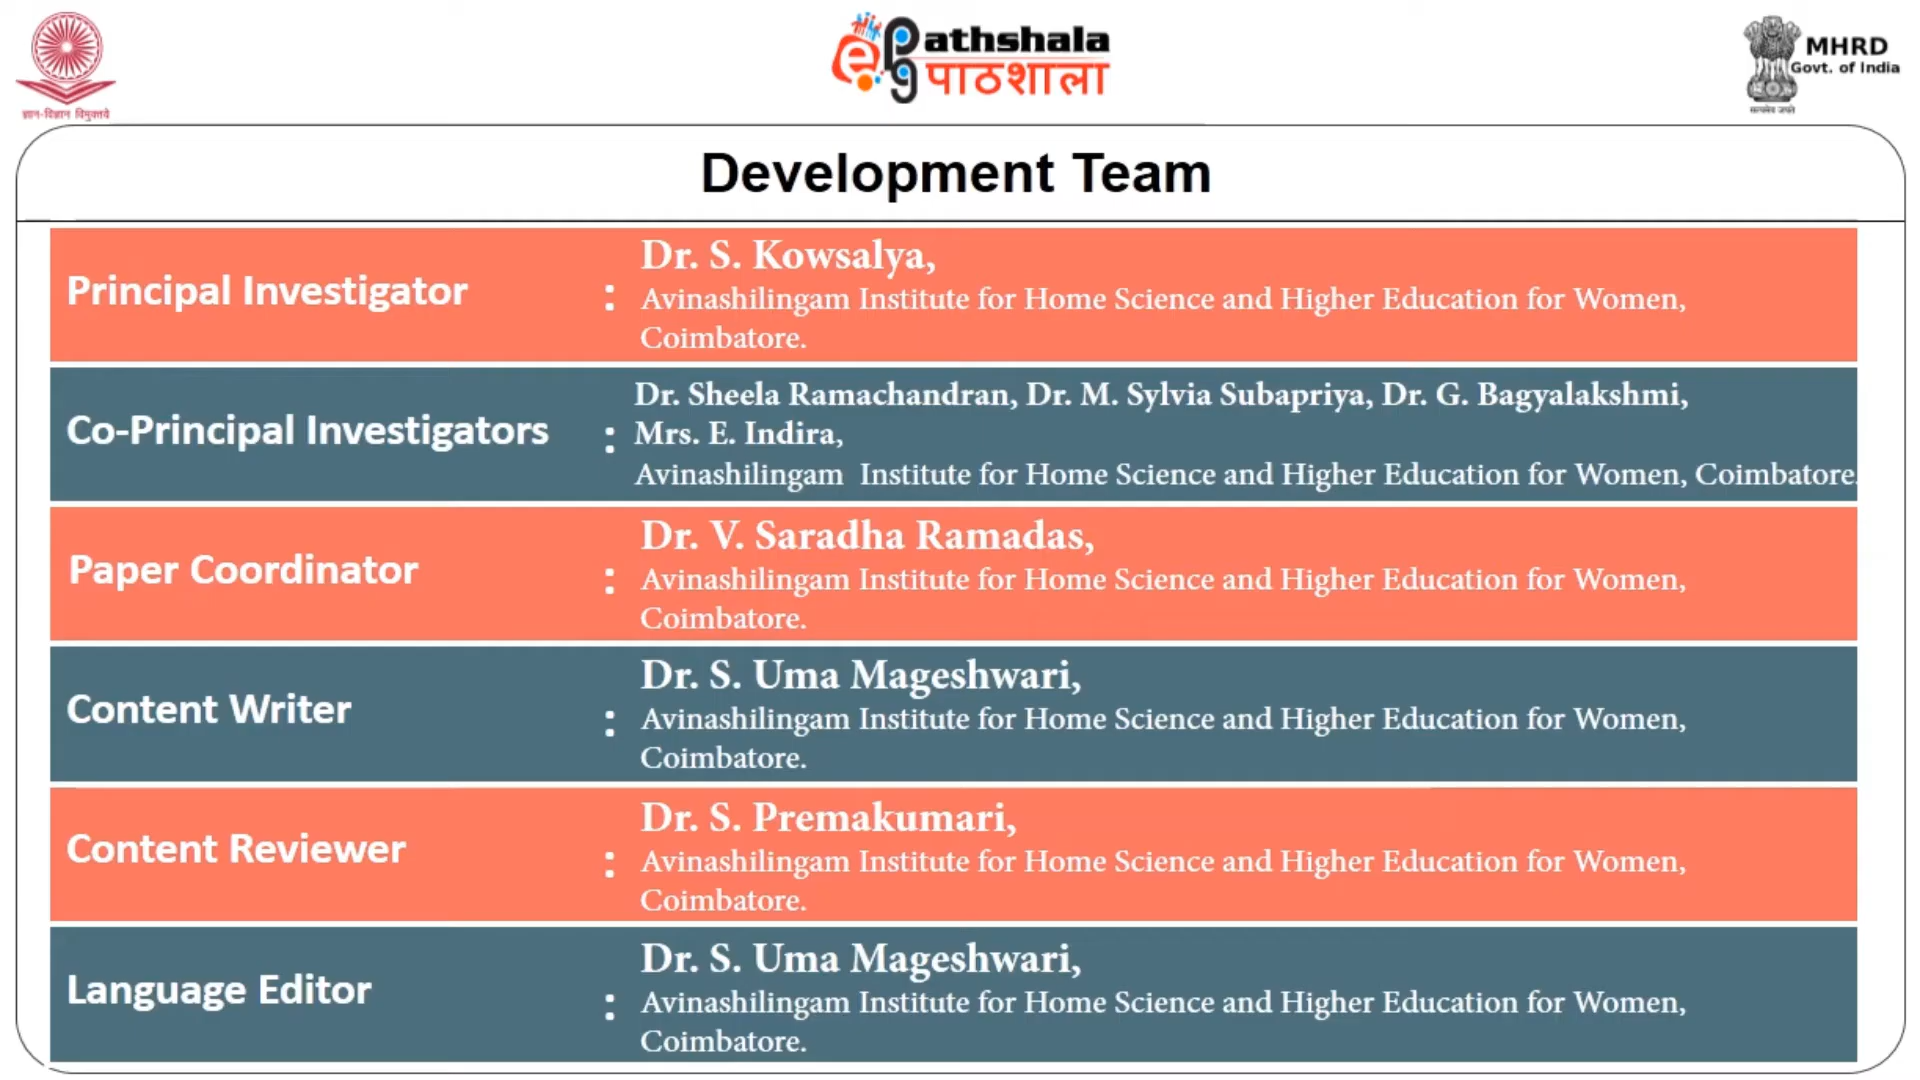 ज्ञान-विज्ञान विमुक्तये
e
pg
athshala
पाठशाला
MHRD
Govt. of India
सत्यमेव जयते
Development Team
Principal Investigator
:
Dr. S. Kowsalya,
Avinashilingam Institute for Home Science and Higher Education for Women,
Coimbatore.
Co-Principal Investigators
:
Dr. Sheela Ramachandran, Dr. M. Sylvia Subapriya, Dr. G. Bagyalakshmi,
Mrs. E. Indira,
Avinashilingam Institute for Home Science and Higher Education for Women, Coimbatore.
Paper Coordinator
:
Dr. V. Saradha Ramadas,
Avinashilingam Institute for Home Science and Higher Education for Women,
Coimbatore.
Content Writer
:
Dr. S. Uma Mageshwari,
Avinashilingam Institute for Home Science and Higher Education for Women,
Coimbatore.
Content Reviewer
:
Dr. S. Premakumari,
Avinashilingam Institute for Home Science and Higher Education for Women,
Coimbatore.
Language Editor
:
Dr. S. Uma Mageshwari,
Avinashilingam Institute for Home Science and Higher Education for Women,
Coimbatore.